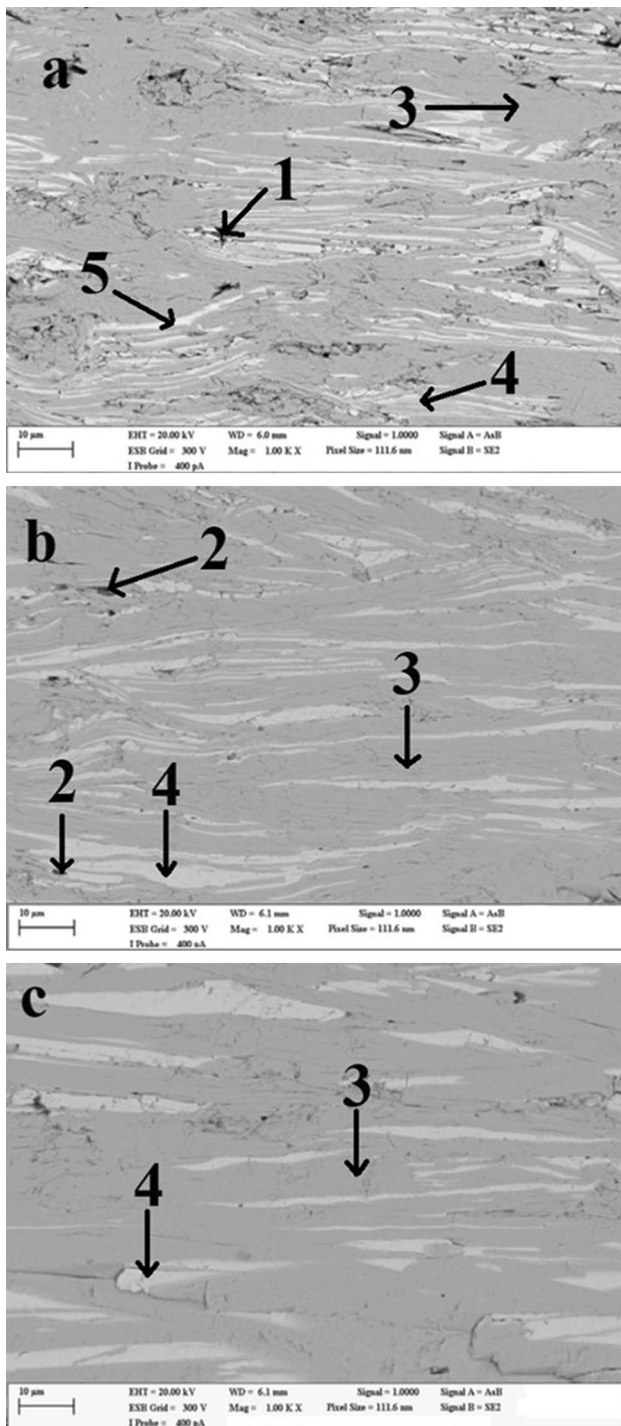 a
3
1
5
4
10 µm
EHT = 20.00 kV WD = 6.0 mm Signal = 1.0000 Signal A = AsB
ESB Grid = 300 V Mag = 1.00 K X Pixel Size = 111.6 nm Signal B = SE2
I Probe = 400 pA
b
2
3
2 4
10 µm
EHT = 20.00 kV WD = 6.1 mm Signal = 1.0000 Signal A = AsB
ESB Grid = 300 V Mag = 1.00 K X Pixel Size = 111.6 nm Signal B = SE2
I Probe = 400 pA
c
3
4
10 µm
EHT = 20.00 kV WD = 6.1 mm Signal = 1.0000 Signal A = AsB
ESB Grid = 300 V Mag = 1.00 K X Pixel Size = 111.6 nm
I Probe = 400 pA